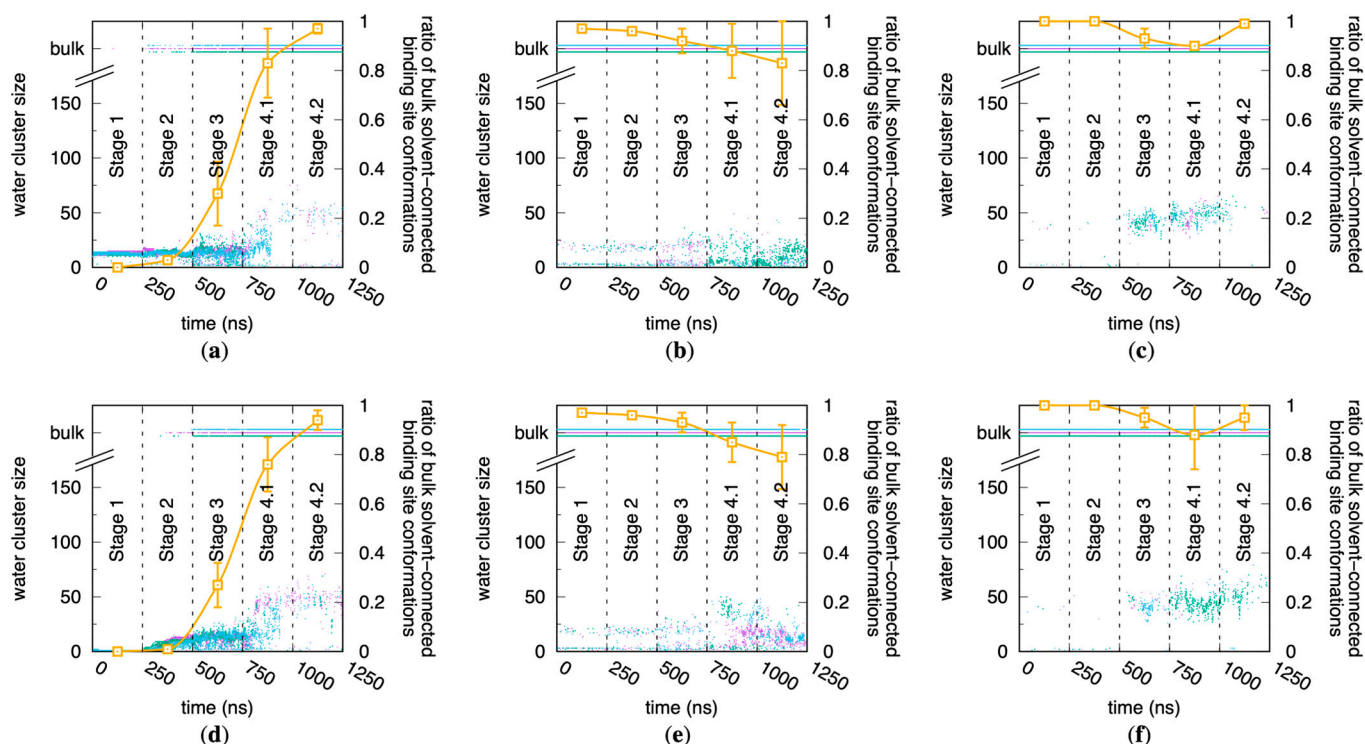 water cluster size
bulk
150
100
50
0
Stage 1
Stage 2
Stage 3
Stage 4.1
Stage 4.2
1
0.8
0.6
0.4
0.2
0
ratio of bulk solvent−connected
binding site conformations
0
250
500
750
1000
1250
time (ns)
(a)
water cluster size
bulk
150
100
50
0
Stage 1
Stage 2
Stage 3
Stage 4.1
Stage 4.2
1
0.8
0.6
0.4
0.2
0
ratio of bulk solvent−connected
binding site conformations
0
250
500
750
1000
1250
time (ns)
(b)
water cluster size
bulk
150
100
50
0
Stage 1
Stage 2
Stage 3
Stage 4.1
Stage 4.2
1
0.8
0.6
0.4
0.2
0
ratio of bulk solvent−connected
binding site conformations
0
250
500
750
1000
1250
time (ns)
(c)
water cluster size
bulk
150
100
50
0
Stage 1
Stage 2
Stage 3
Stage 4.1
Stage 4.2
1
0.8
0.6
0.4
0.2
0
ratio of bulk solvent−connected
binding site conformations
0
250
500
750
1000
1250
time (ns)
(d)
water cluster size
bulk
150
100
50
0
Stage 1
Stage 2
Stage 3
Stage 4.1
Stage 4.2
1
0.8
0.6
0.4
0.2
0
ratio of bulk solvent−connected
binding site conformations
0
250
500
750
1000
1250
time (ns)
(e)
water cluster size
bulk
150
100
50
0
Stage 1
Stage 2
Stage 3
Stage 4.1
Stage 4.2
1
0.8
0.6
0.4
0.2
0
ratio of bulk solvent−connected
binding site conformations
0
250
500
750
1000
1250
time (ns)
(f)